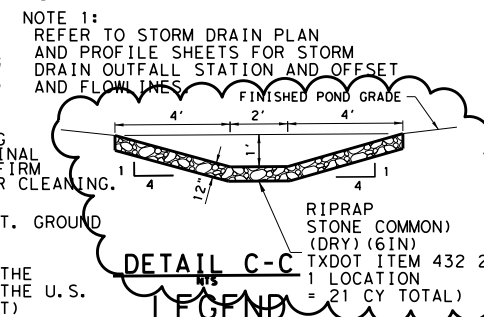 NOTE 1:
REFER TO STORM DRAIN PLAN
AND PROFILE SHEETS FOR STORM
DRAIN OUTFALL STATION AND OFFSET
AND FLOWLINES.
FINISHED POND GRADE
4' 2' 4'
1'
1
4
12"
4
1
FIRM
R CLEANING.
T. GROUND
RIPRAP
STONE COMMON)
(DRY) (6IN)
TXDOT ITEM 432 2
1 LOCATION
= 21 CY TOTAL)
DETAIL C-C
NTS
THE
THE U.S.
T)
LEGEND